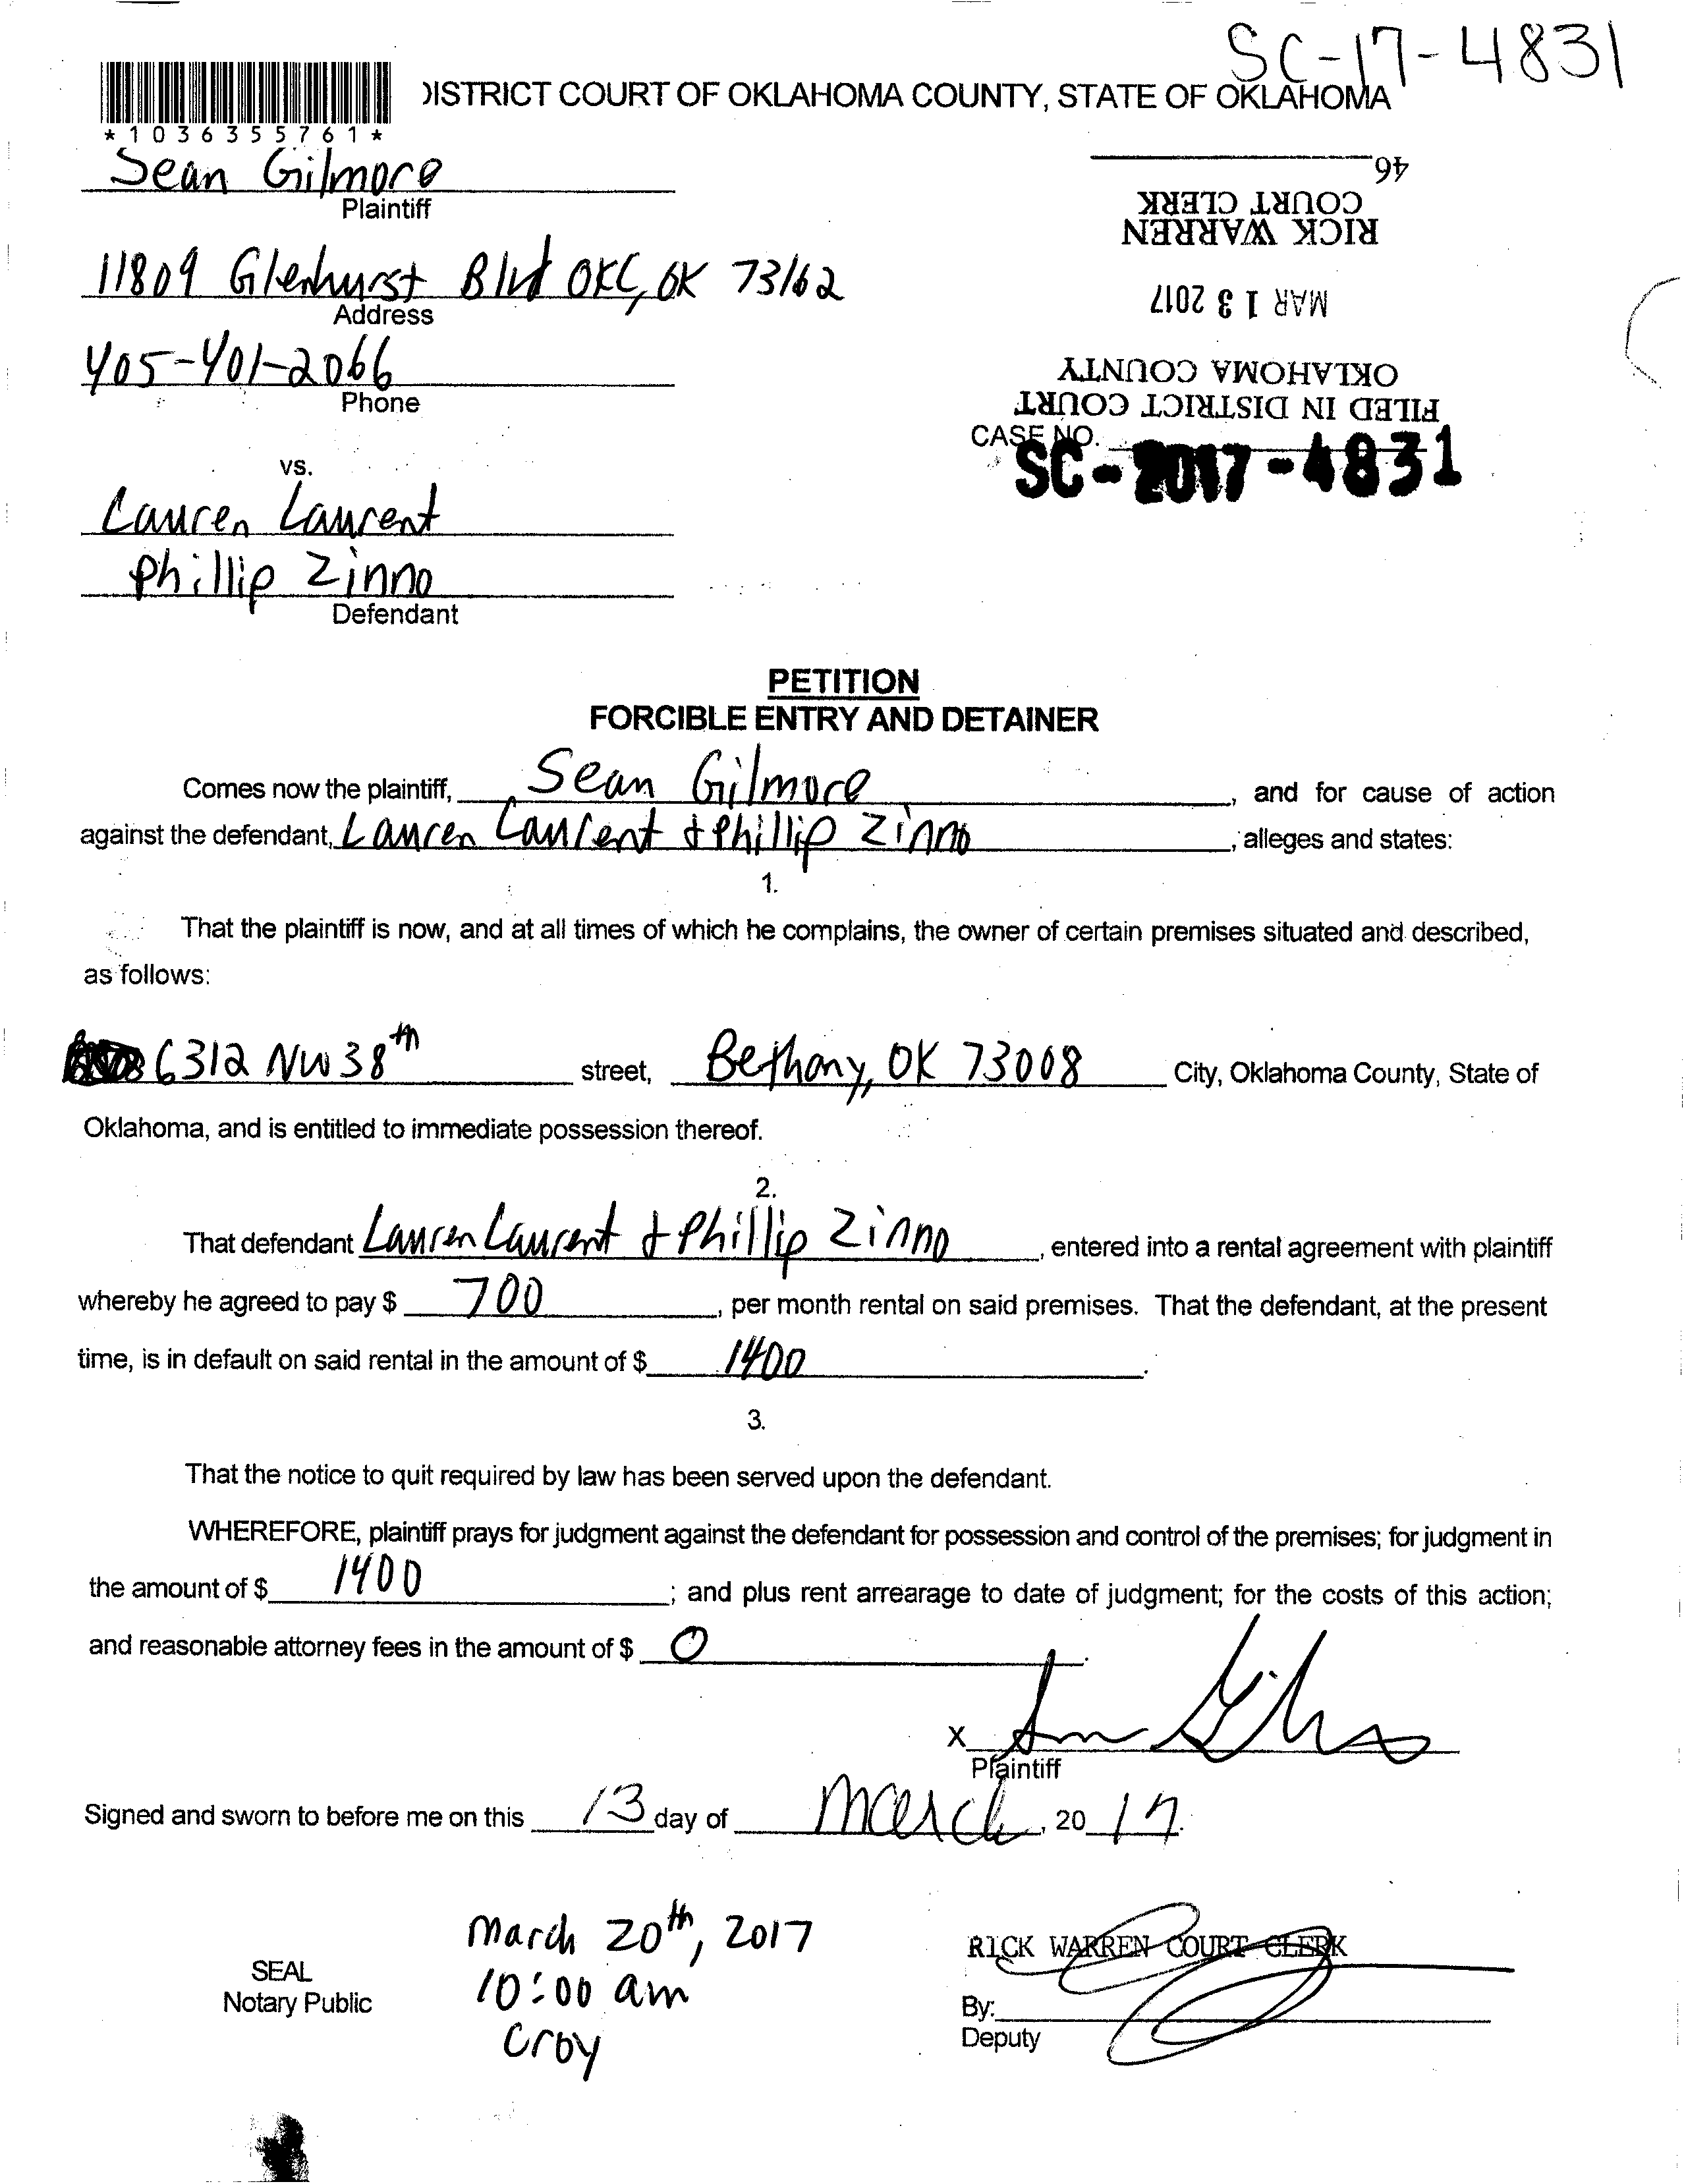 SC-17-4831
DISTRICT COURT OF OKLAHOMA COUNTY, STATE OF OKLAHOMA
*1036355761*
Sean Gilmore
Plaintiff
46
RICK WARREN
COURT CLERK
11809 Glenhurst Blvd OKC, OK 73162
Address
MAR 13 2017
405-401-2066
Phone
FILED IN DISTRICT COURT
OKLAHOMA COUNTY
CASE NO.
SC-2017-4831
vs.
Lauren Laurent
Phillip Zinno
Defendant
PETITION
FORCIBLE ENTRY AND DETAINER
Comes now the plaintiff, Sean Gilmore, and for cause of action
against the defendant, Lauren Laurent & Phillip Zinno, alleges and states:
1.
That the plaintiff is now, and at all times of which he complains, the owner of certain premises situated and described,
as follows:
6312 NW 38th street, Bethany, OK 73008 City, Oklahoma County, State of
Oklahoma, and is entitled to immediate possession thereof.
2.
That defendant Lauren Laurent & Phillip Zinno, entered into a rental agreement with plaintiff
whereby he agreed to pay $ 700, per month rental on said premises. That the defendant, at the present
time, is in default on said rental in the amount of $ 1400.
3.
That the notice to quit required by law has been served upon the defendant.
WHEREFORE, plaintiff prays for judgment against the defendant for possession and control of the premises; for judgment in
the amount of $ 1400; and plus rent arrearage to date of judgment; for the costs of this action;
and reasonable attorney fees in the amount of $ 0.
X
Plaintiff
Signed and sworn to before me on this 13 day of March, 20 17.
March 20th, 2017
10:00 am
Croy
SEAL
Notary Public
RICK WARREN COURT CLERK
By:
Deputy